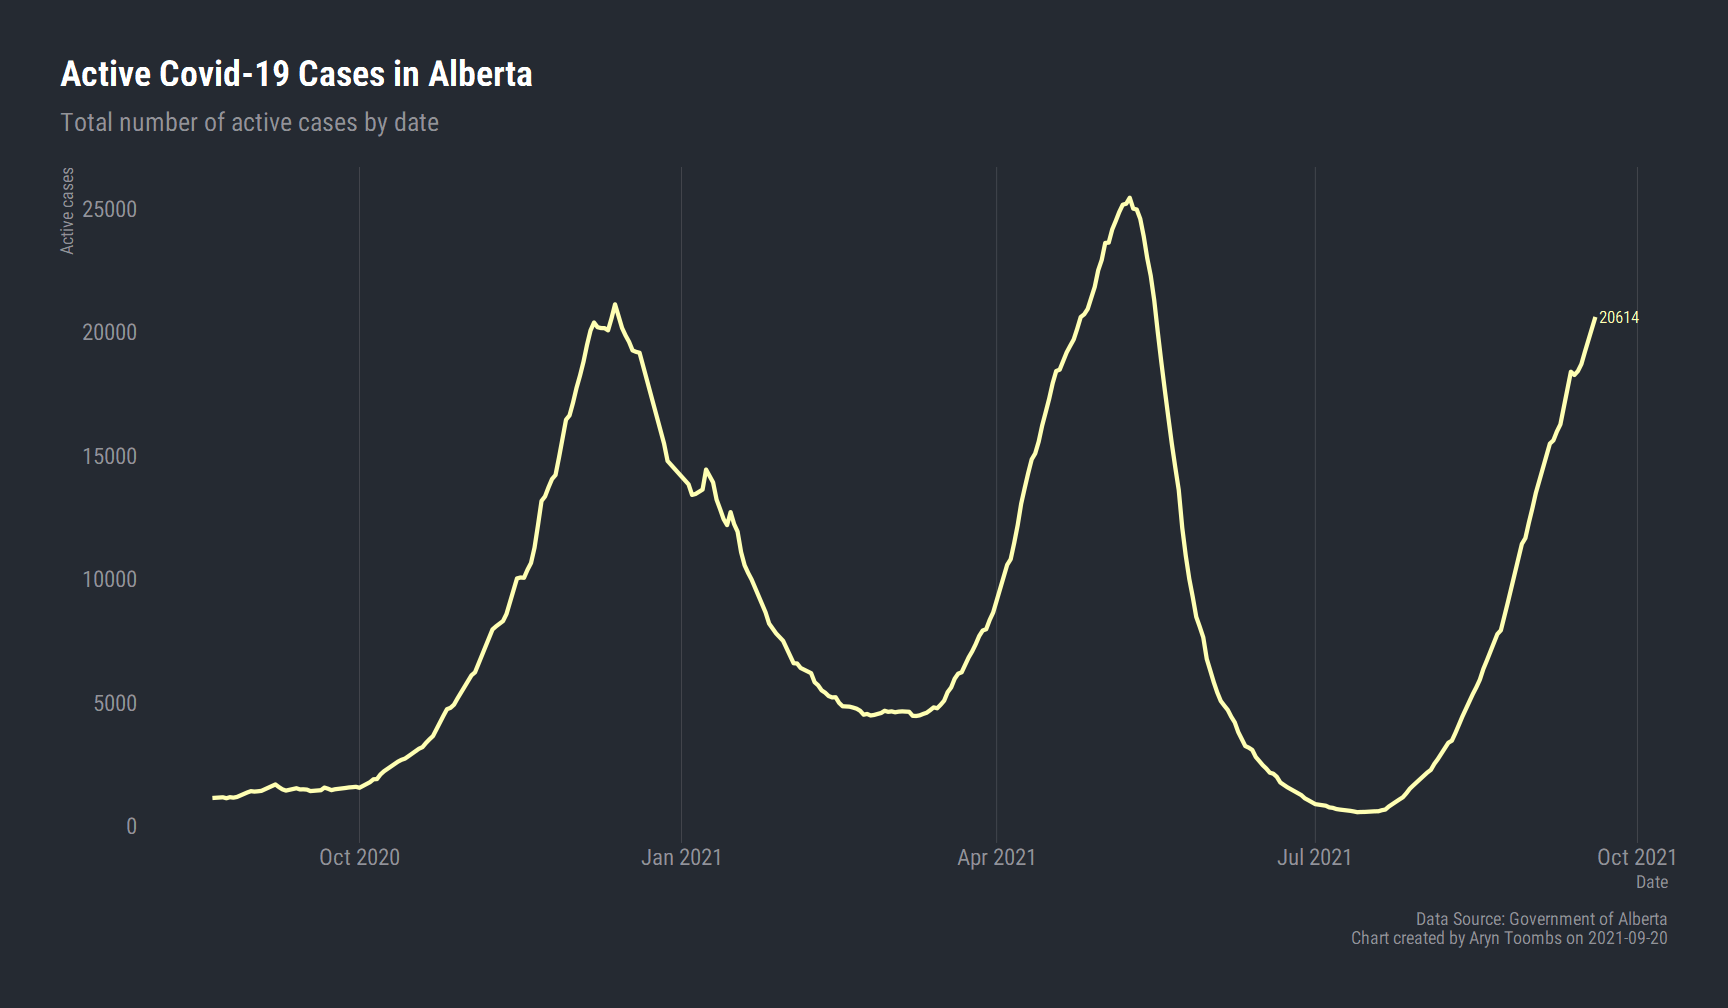 Active Covid-19 Cases in Alberta
Total number of active cases by date
Active cases
25000
20000
15000
10000
5000
0
20614
Oct 2020
Jan 2021
Apr 2021
Jul 2021
Oct 2021
Date
Data Source: Government of Alberta
Chart created by Aryn Toombs on 2021-09-20